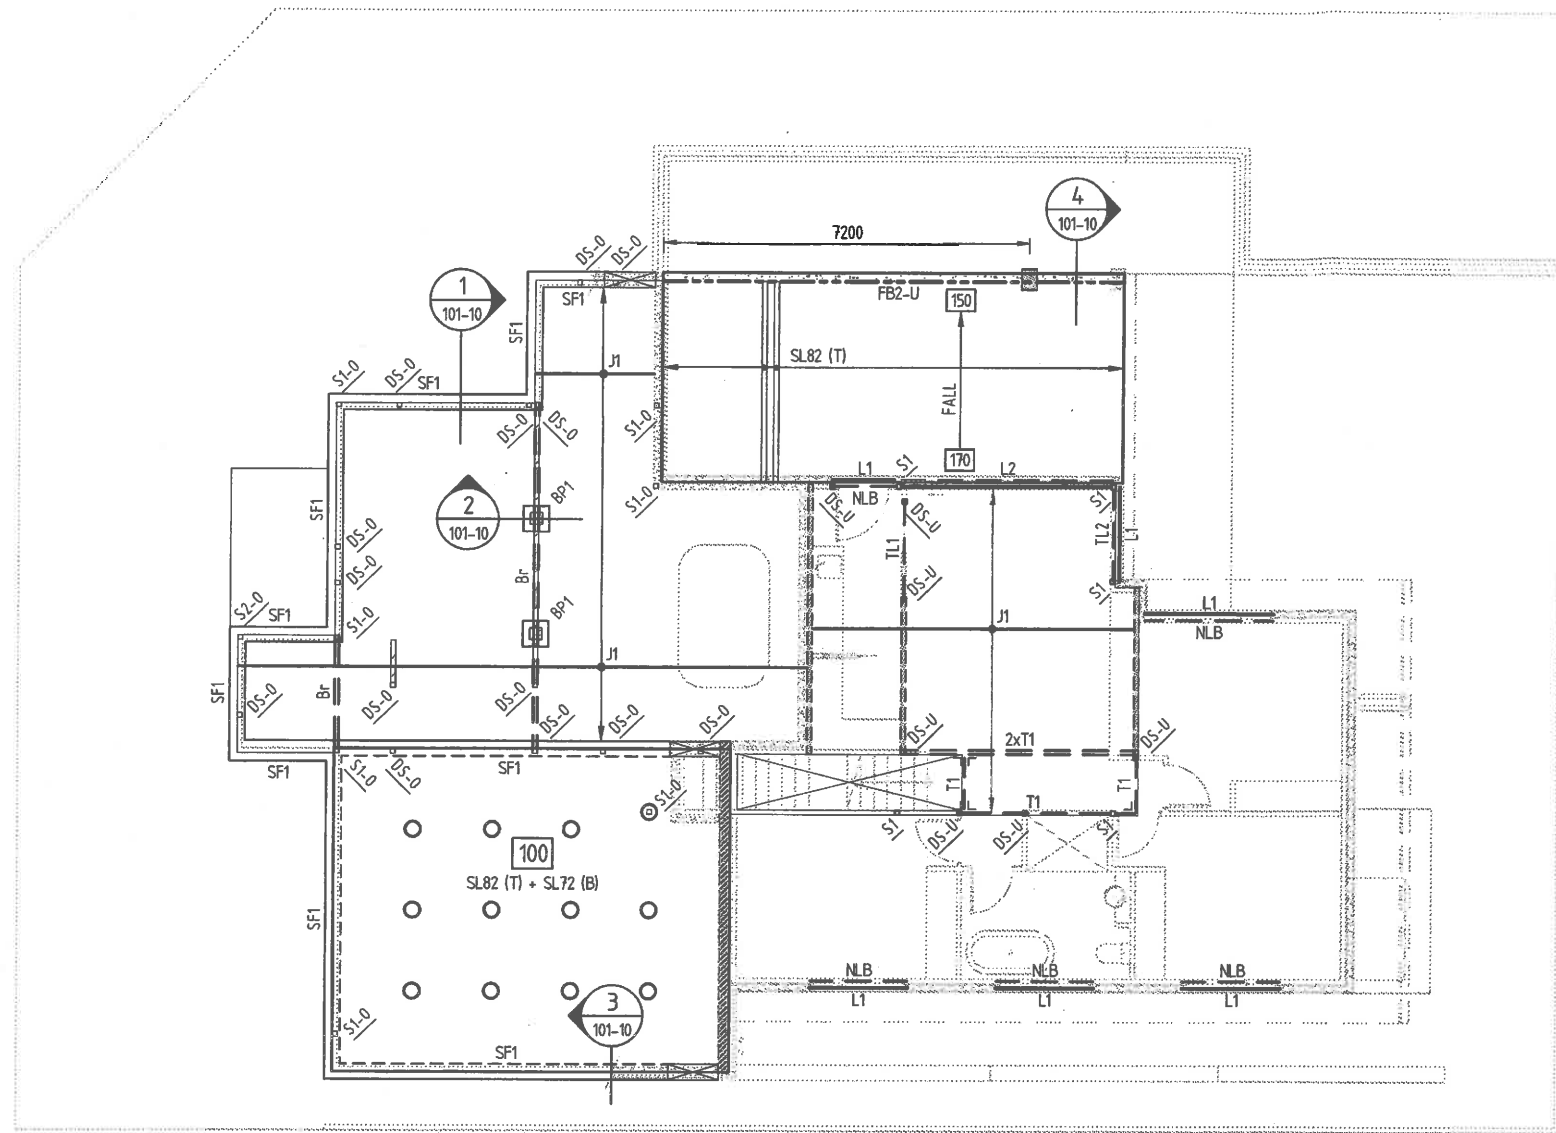 4
101-10
7200
DS-O
DS-O
1
101-10
SF1
SF1
FB2-U
150
J1
SL82 (T)
FALL
170
S1-O
DS-O
SF1
DS-O
DS-O
S1-O
S1-O
L1
S1
L2
NLB
DS-U
DS-U
S1
TL2
L1
S1
TL1
DS-U
SF1
2
101-10
BP1
BP1
Br
DS-O
DS-O
S2-O
SF1
S1-O
J1
L1
NLB
J1
SF1
Br
DS-O
DS-O
DS-O
DS-O
DS-O
DS-O
DS-U
2xT1
DS-U
SF1
S1-O
DS-O
SF1
S1-O
T1
T1
T1
S1
DS-U
DS-U
S1
100
SL82 (T) + SL72 (B)
SF1
S1-O
3
101-10
SF1
NLB
L1
NLB
L1
NLB
L1